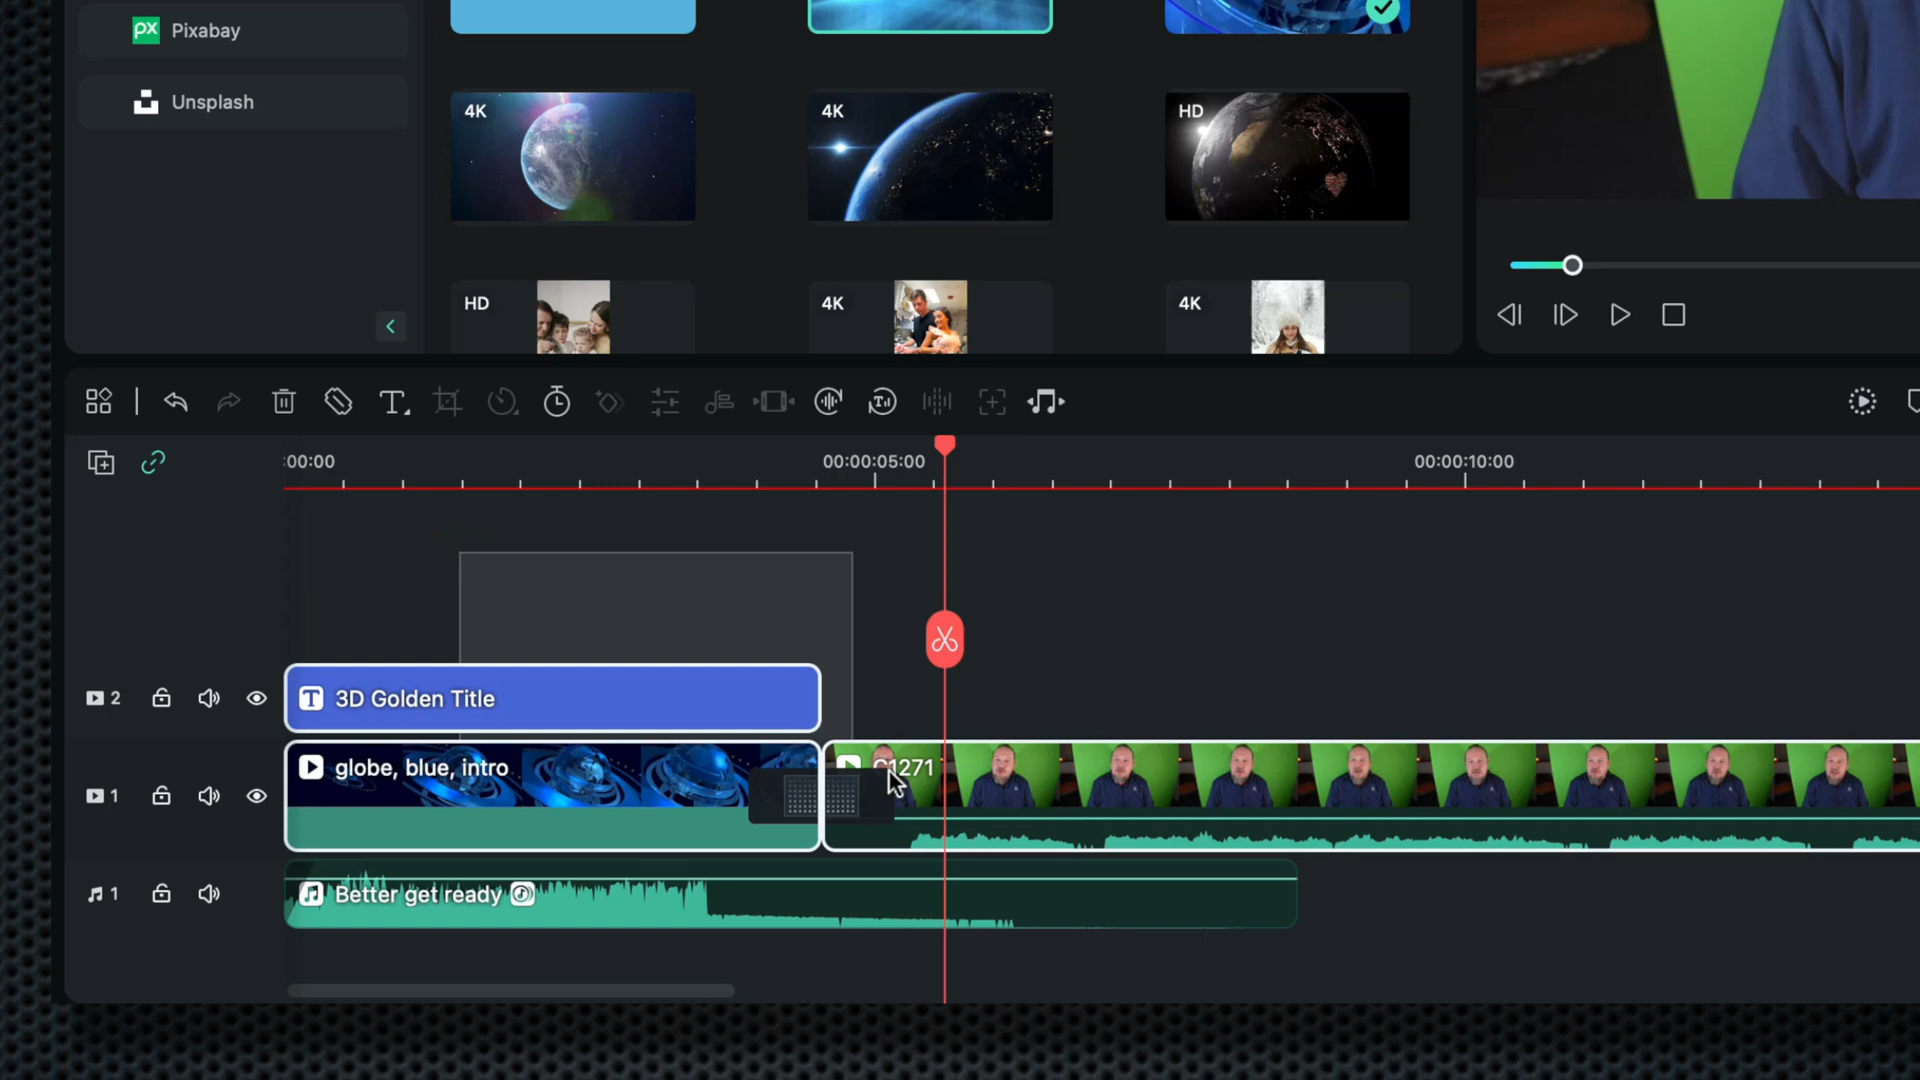 px Pixabay
Unsplash
4K
4K
HD
HD
4K
4K
:00:00
00:00:05:00
00:00:10:00
2
T 3D Golden Title
1
globe, blue, intro
C1271
1
Better get ready